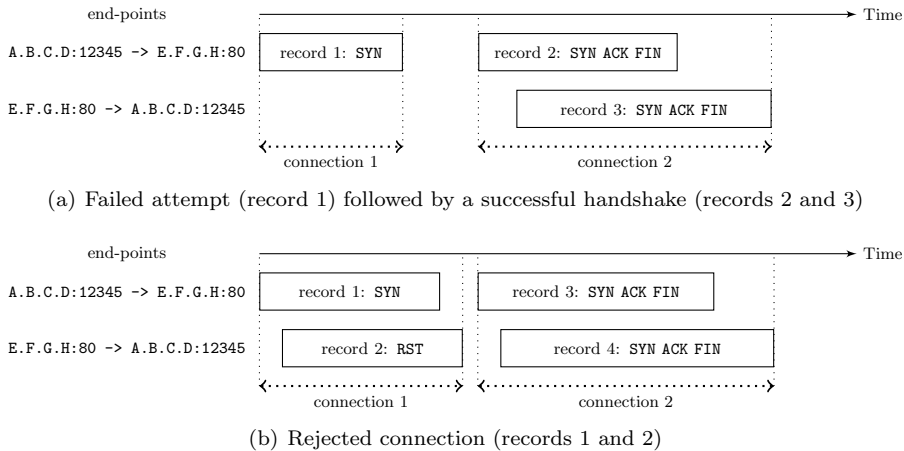 end-points Time
A.B.C.D:12345 -> E.F.G.H:80 record 1: SYN record 2: SYN ACK FIN
E.F.G.H:80 -> A.B.C.D:12345 record 3: SYN ACK FIN
connection 1 connection 2
(a) Failed attempt (record 1) followed by a successful handshake (records 2 and 3)
end-points Time
A.B.C.D:12345 -> E.F.G.H:80 record 1: SYN record 3: SYN ACK FIN
E.F.G.H:80 -> A.B.C.D:12345 record 2: RST record 4: SYN ACK FIN
connection 1 connection 2
(b) Rejected connection (records 1 and 2)